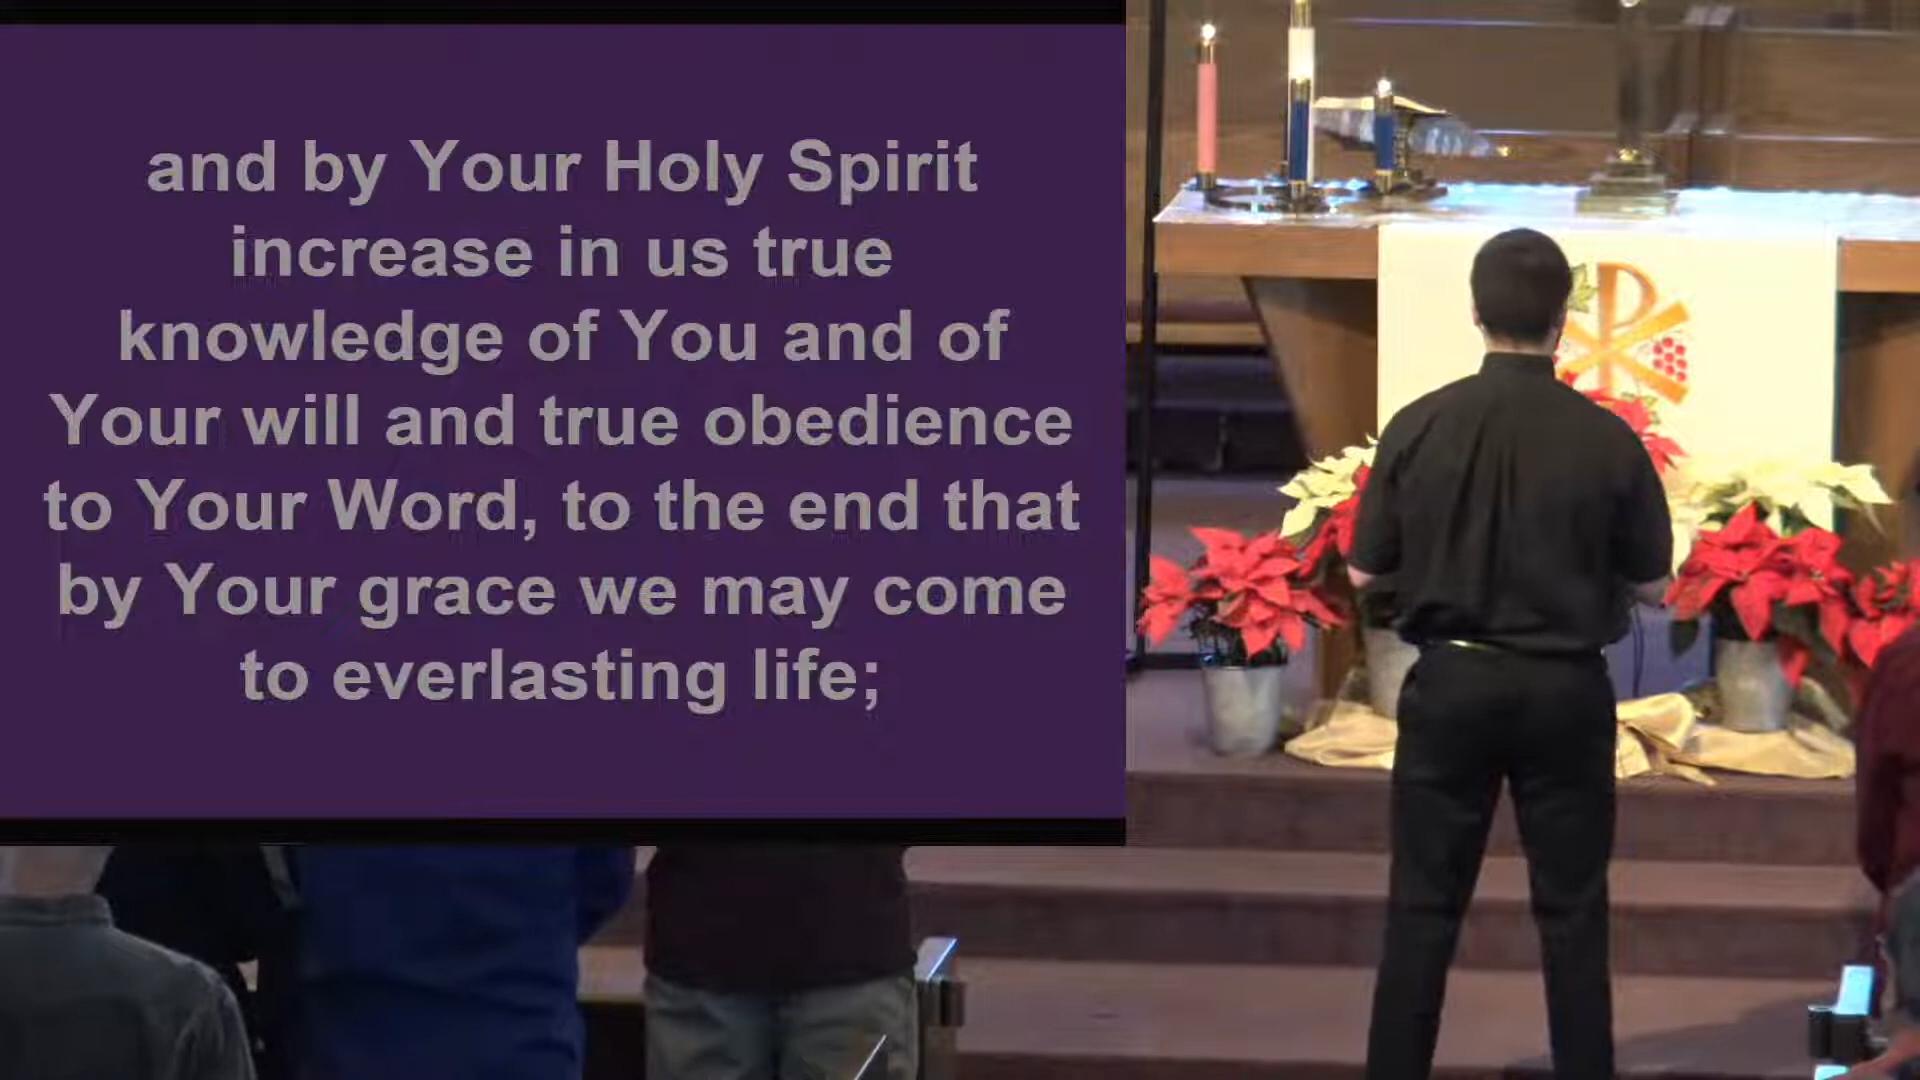 and by Your Holy Spirit
increase in us true
knowledge of You and of
Your will and true obedience
to Your Word, to the end that
by Your grace we may come
to everlasting life;